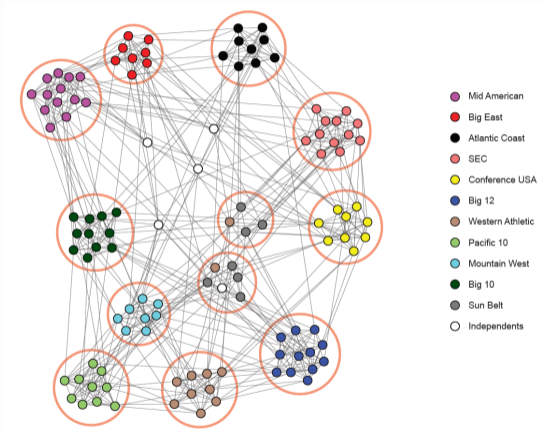 Mid American
Big East
Atlantic Coast
SEC
Conference USA
Big 12
Western Athletic
Pacific 10
Mountain West
Big 10
Sun Belt
Independents